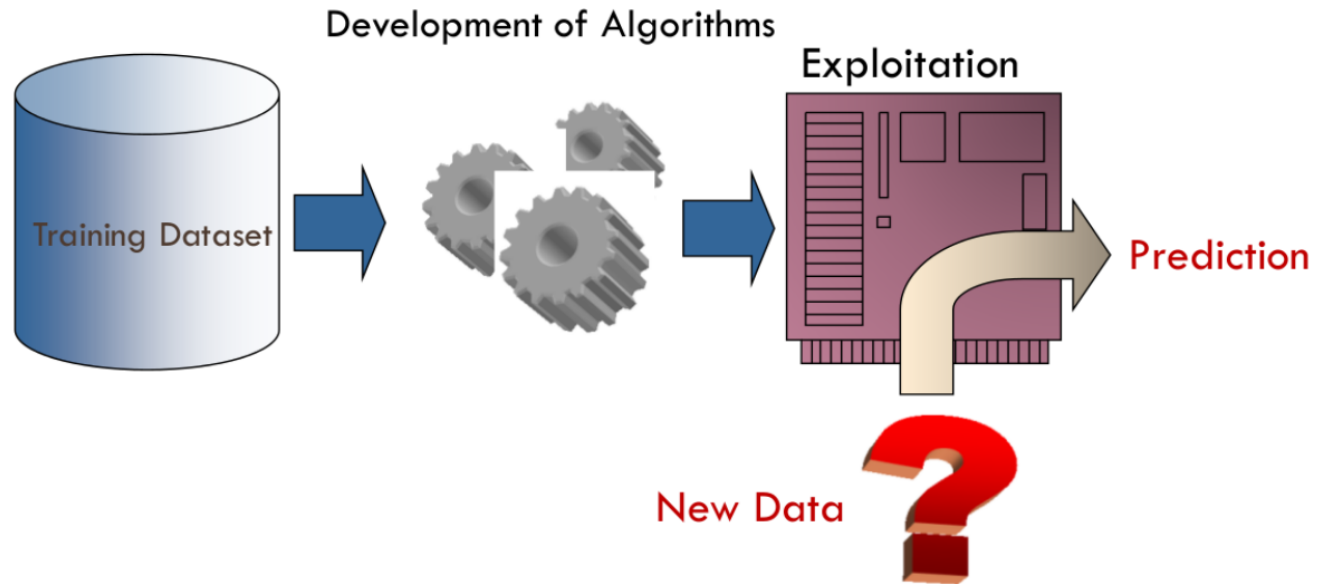 Development of Algorithms
Exploitation
Training Dataset
Prediction
New Data